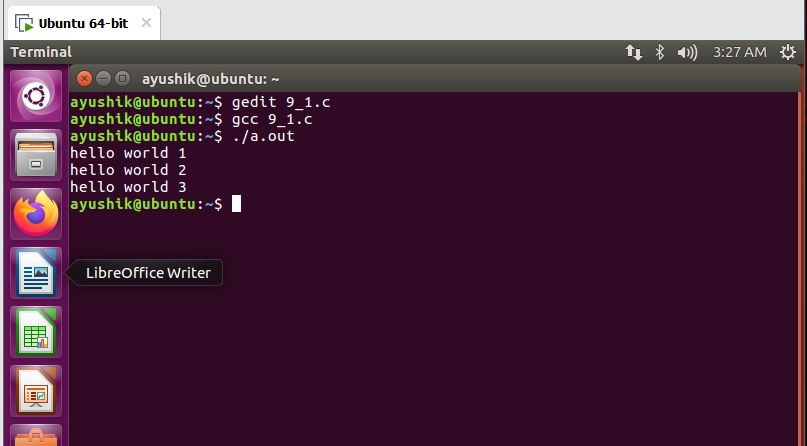 Ubuntu 64-bit
Terminal
3:27 AM
ayushik@ubuntu: ~
ayushik@ubuntu:~$ gedit 9_1.c
ayushik@ubuntu:~$ gcc 9_1.c
ayushik@ubuntu:~$ ./a.out
hello world 1
hello world 2
hello world 3
ayushik@ubuntu:~$
LibreOffice Writer